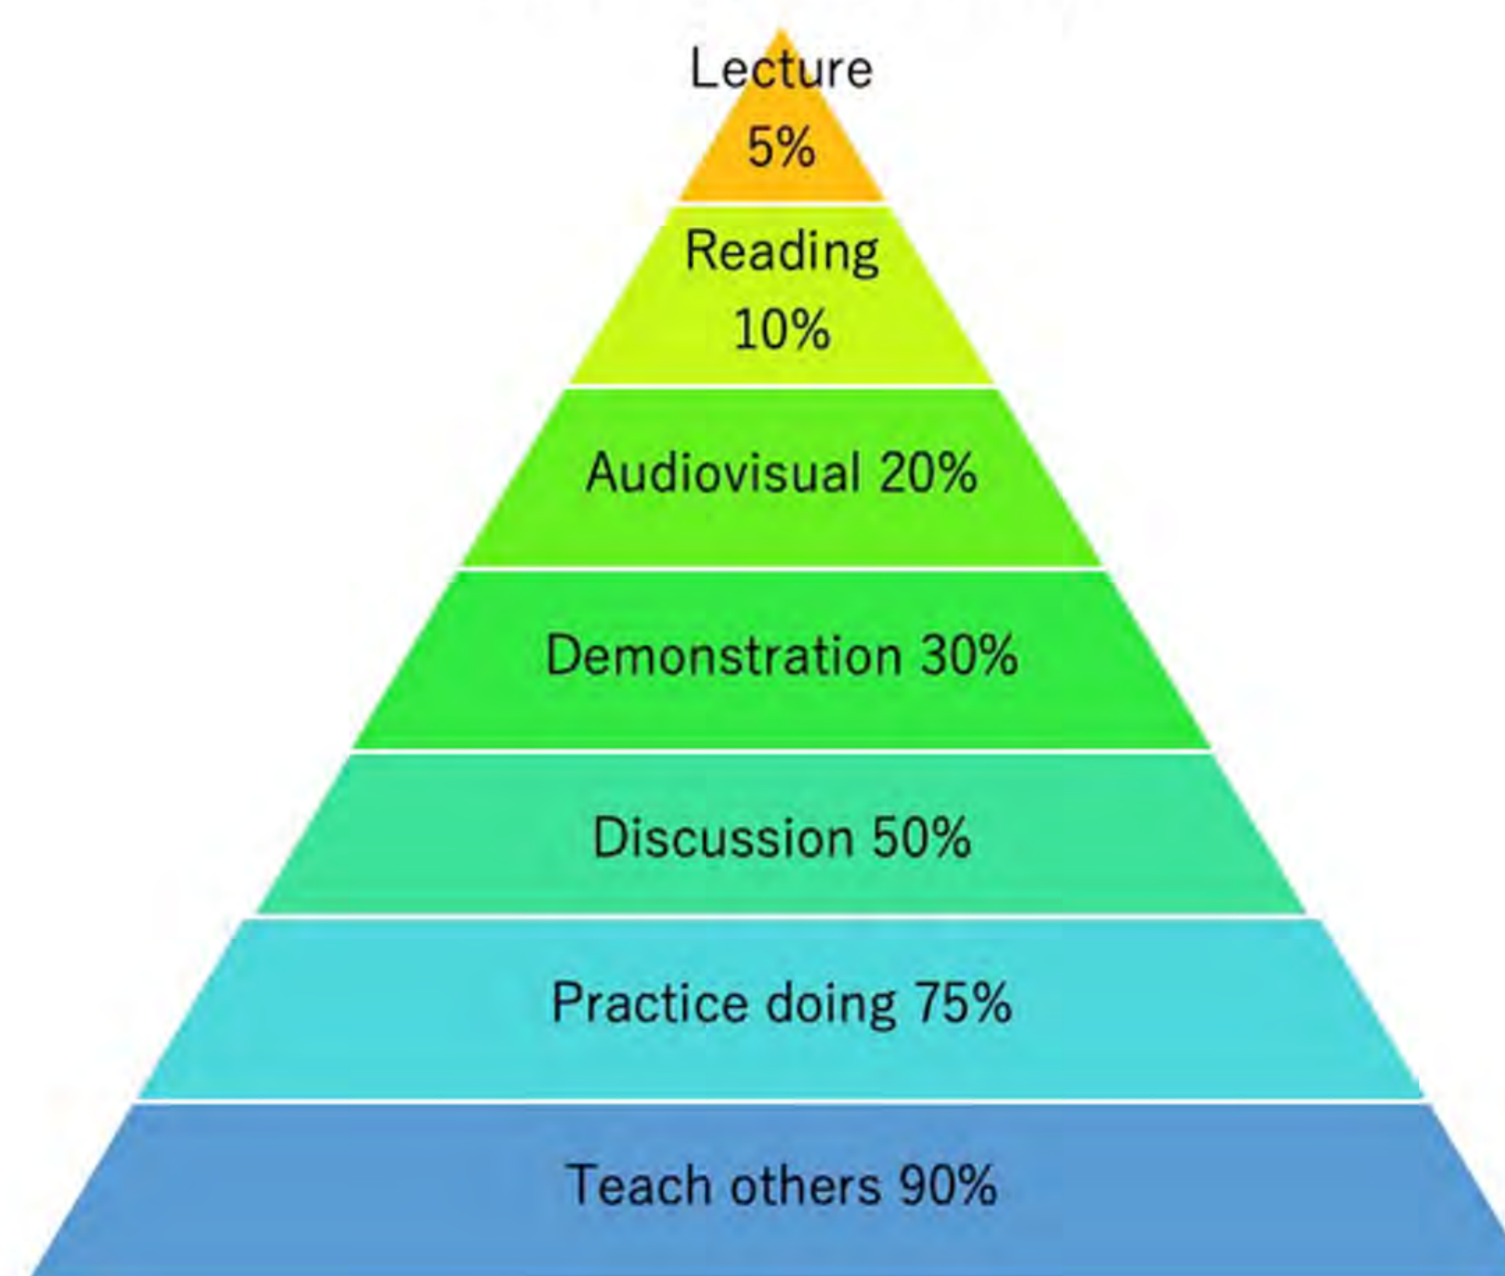 Lecture
5%
Reading
10%
Audiovisual 20%
Demonstration 30%
Discussion 50%
Practice doing 75%
Teach others 90%